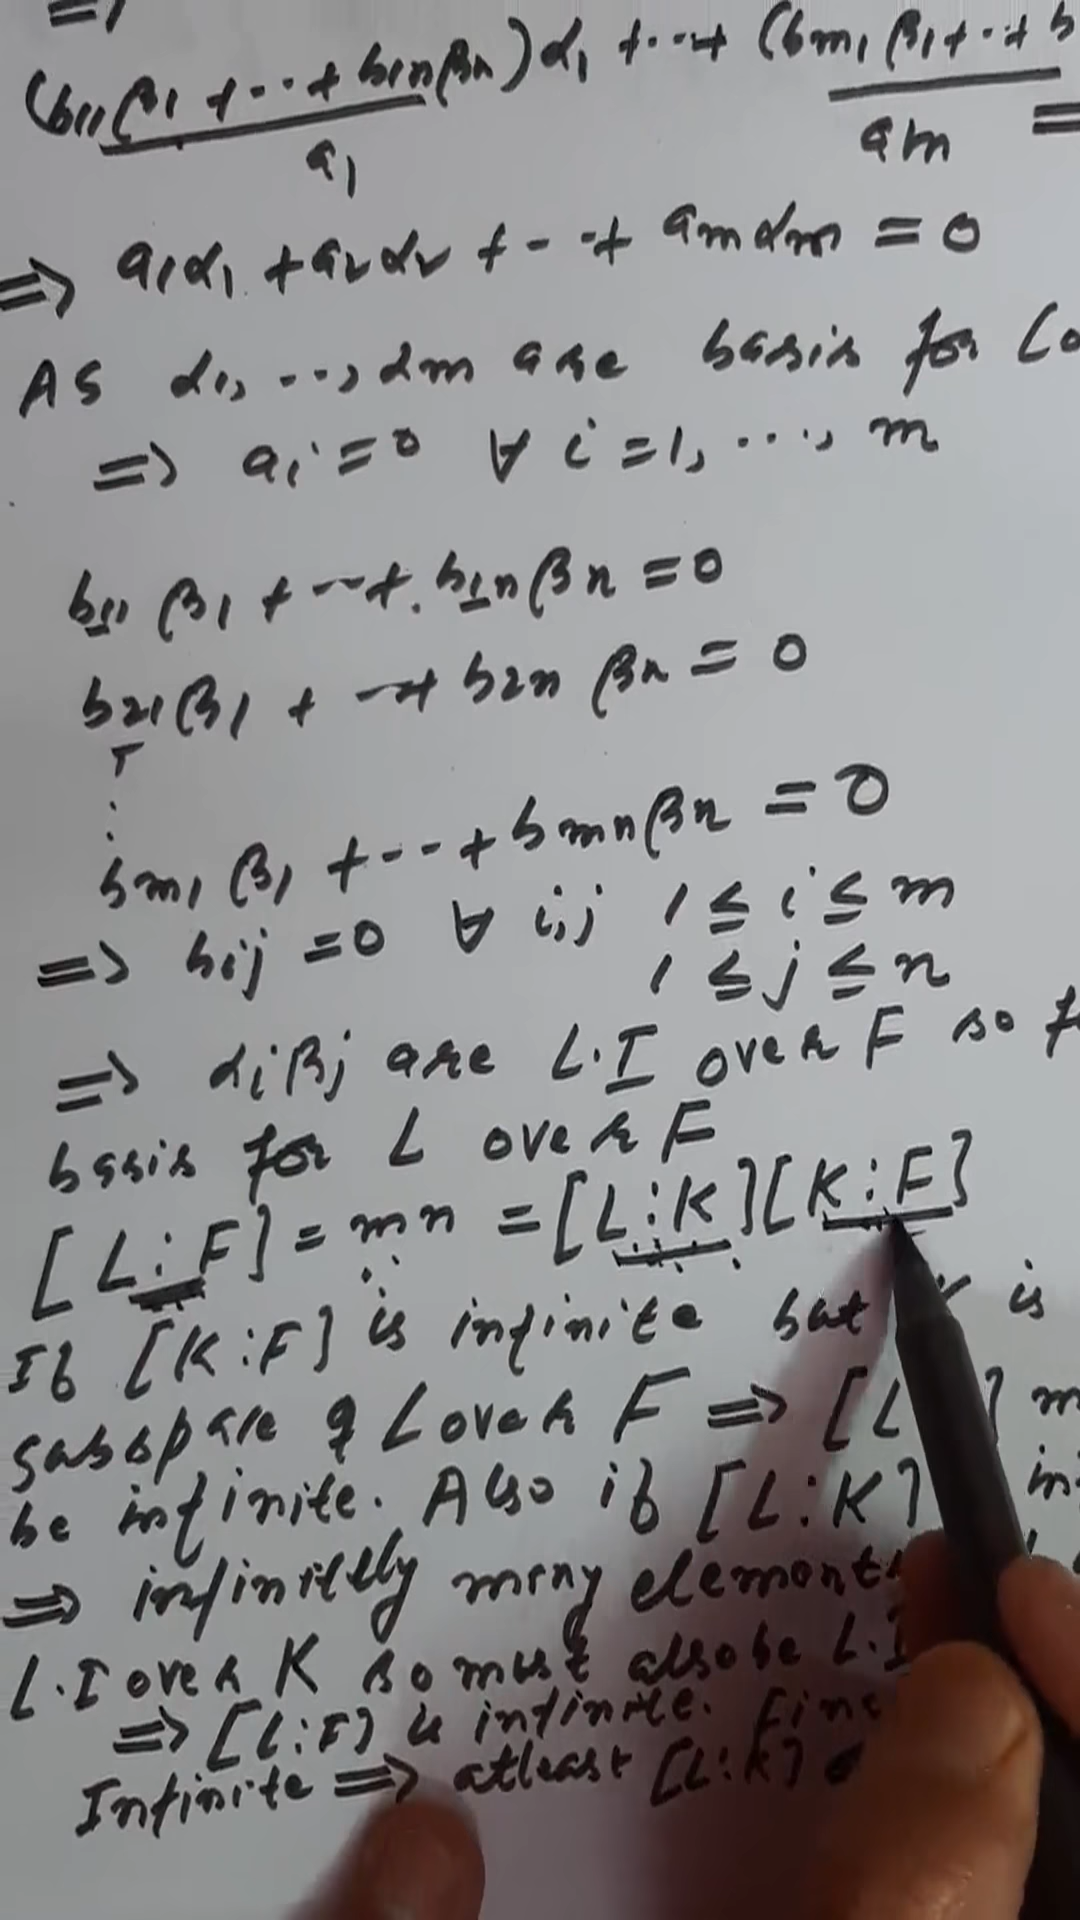 =>
(b11β1 + ... + b1nβn)α1 + ... + (bm1β1 + ... + b
a1 am =
=> a1α1 + a2α2 + -- + amαm = 0
As α1, ..., αm are basis for L o
=> ai = 0 ∀ i = 1, ..., m
b11β1 + -- + b1nβn = 0
b21β1 + -- + b2nβn = 0
:
bm1β1 + --- + bmnβn = 0
=> bij = 0 ∀ i,j 1 ≤ i ≤ m
1 ≤ j ≤ n
=> αiβj are L.I over F so f
basis for L over F
[L:F] = mn = [L:K][K:F]
If [K:F] is infinite but is
subspace of L over F => [L ] m
be infinite. Also if [L:K] in
=> infinitly many element
L.I over K so must also be L.I
=> [L:F] is infinite.
Infinite => atleast [L:K]